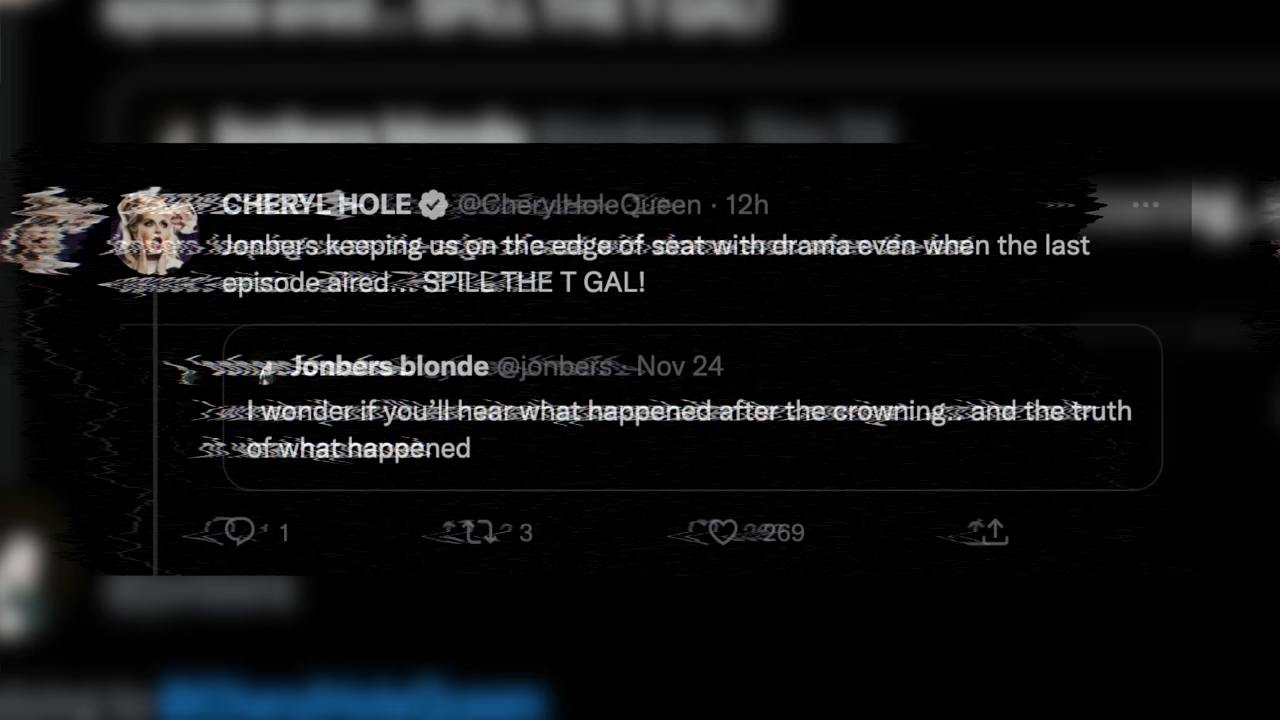 CHERYL HOLE @CherylHoleQueen · 12h
Jonbers keeping us on the edge of seat with drama even when the last
episode aired... SPILL THE T GAL!
Jonbers blonde @jonbers · Nov 24
I wonder if you’ll hear what happened after the crowning.. and the truth
of what happened
1 3 269